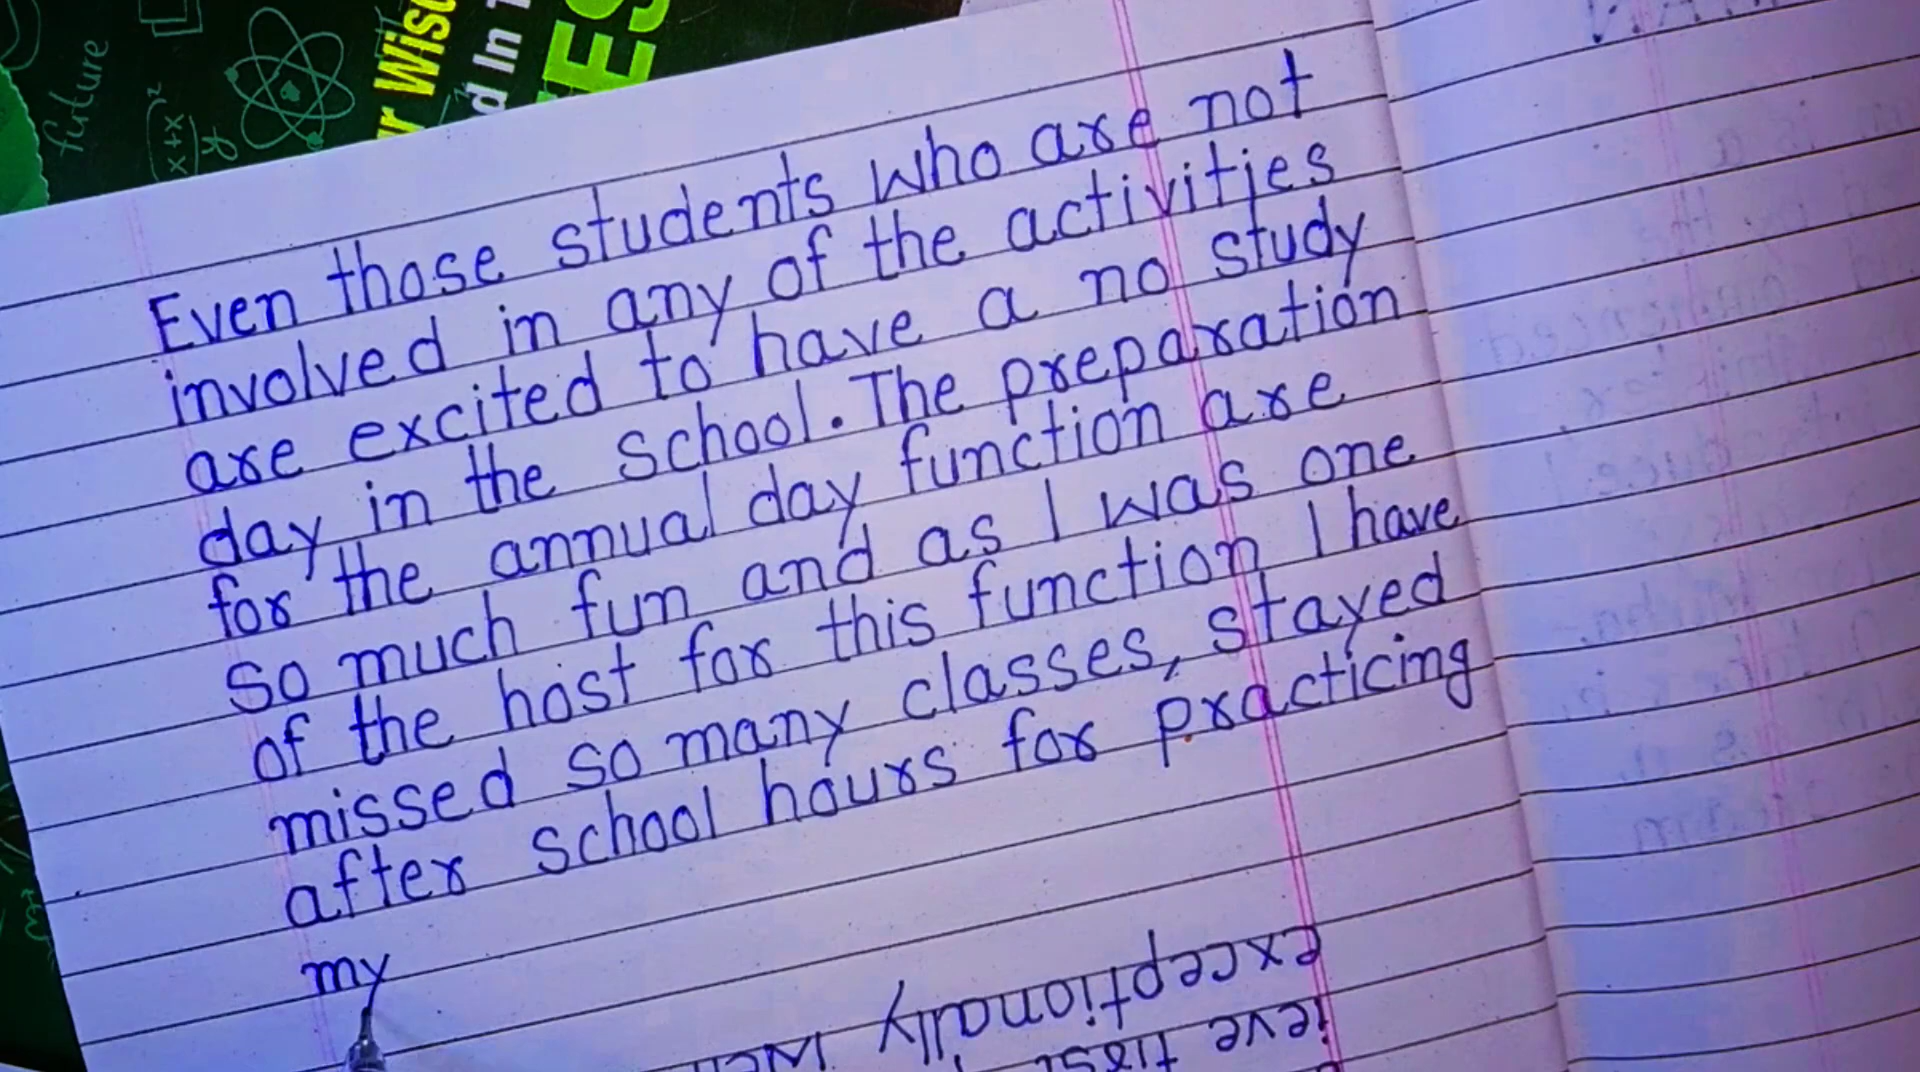 future
Even those students who are not
involved in any of the activities
are excited to have a no study
day in the school. The preparation
for the annual day function are
so much fun and as I was one
of the host for this function I have
missed so many classes, stayed
after school hours for practicing
my
exceptionally